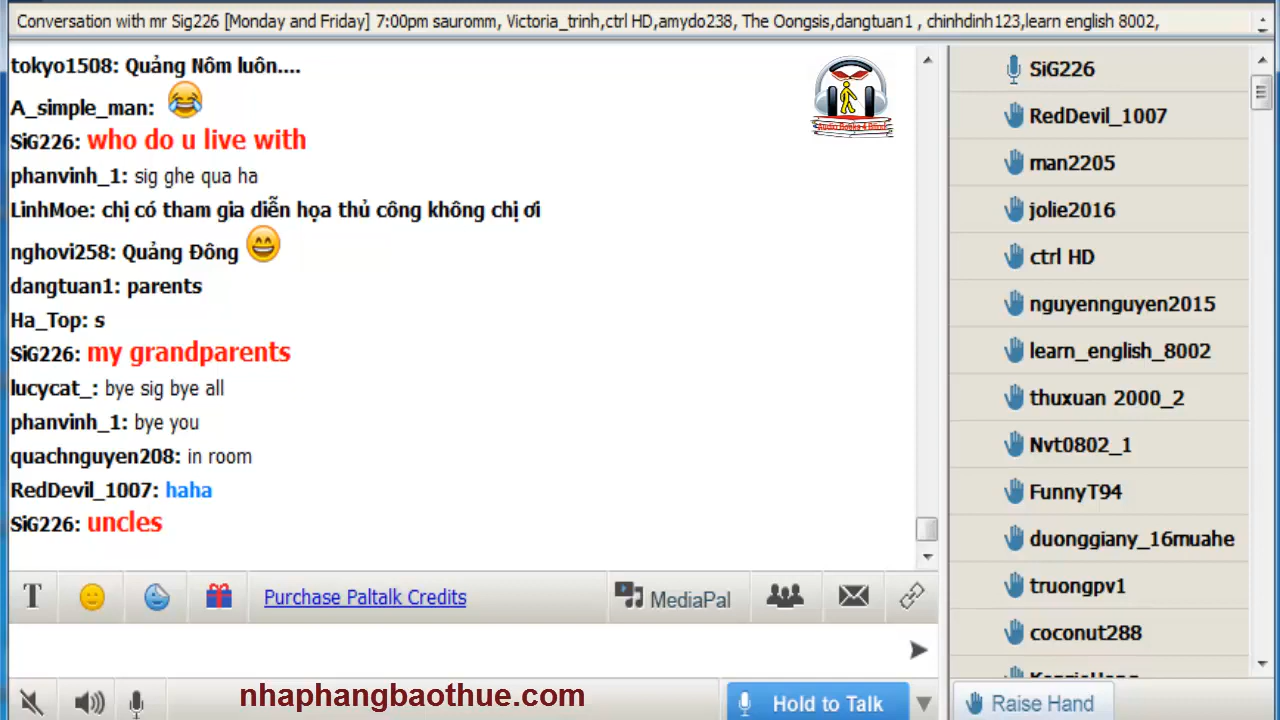 Conversation with mr Sig226 [Monday and Friday] 7:00pm sauromm, Victoria_trinh,ctrl HD,amydo238, The Oongsis,dangtuan1 , chinhdinh123,learn english 8002,
tokyo1508: Quảng Nôm luôn....
A_simple_man:
SiG226: who do u live with
phanvinh_1: sig ghe qua ha
LinhMoe: chị có tham gia diễn họa thủ công không chị ơi
nghovi258: Quảng Đông
dangtuan1: parents
Ha_Top: s
SiG226: my grandparents
lucycat_: bye sig bye all
phanvinh_1: bye you
quachnguyen208: in room
RedDevil_1007: haha
SiG226: uncles
SiG226
RedDevil_1007
man2205
jolie2016
ctrl HD
nguyennguyen2015
learn_english_8002
thuxuan 2000_2
Nvt0802_1
FunnyT94
duonggiany_16muahe
truongpv1
coconut288
T
Purchase Paltalk Credits
MediaPal
nhaphangbaothue.com
Hold to Talk
Raise Hand